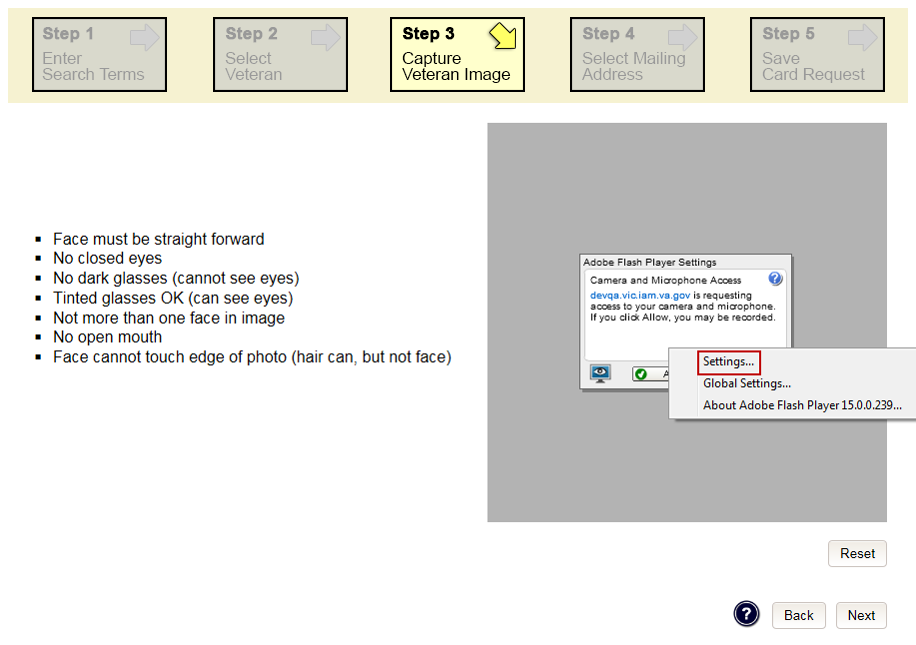 Step 1
Enter
Search Terms
Step 2
Select
Veteran
Step 3
Capture
Veteran Image
Step 4
Select Mailing
Address
Step 5
Save
Card Request
Face must be straight forward
No closed eyes
No dark glasses (cannot see eyes)
Tinted glasses OK (can see eyes)
Not more than one face in image
No open mouth
Face cannot touch edge of photo (hair can, but not face)
Adobe Flash Player Settings
Camera and Microphone Access
devqa.vic.iam.va.gov is requesting
access to your camera and microphone.
If you click Allow, you may be recorded.
Settings...
Global Settings...
About Adobe Flash Player 15.0.0.239...
Reset
?
Back
Next